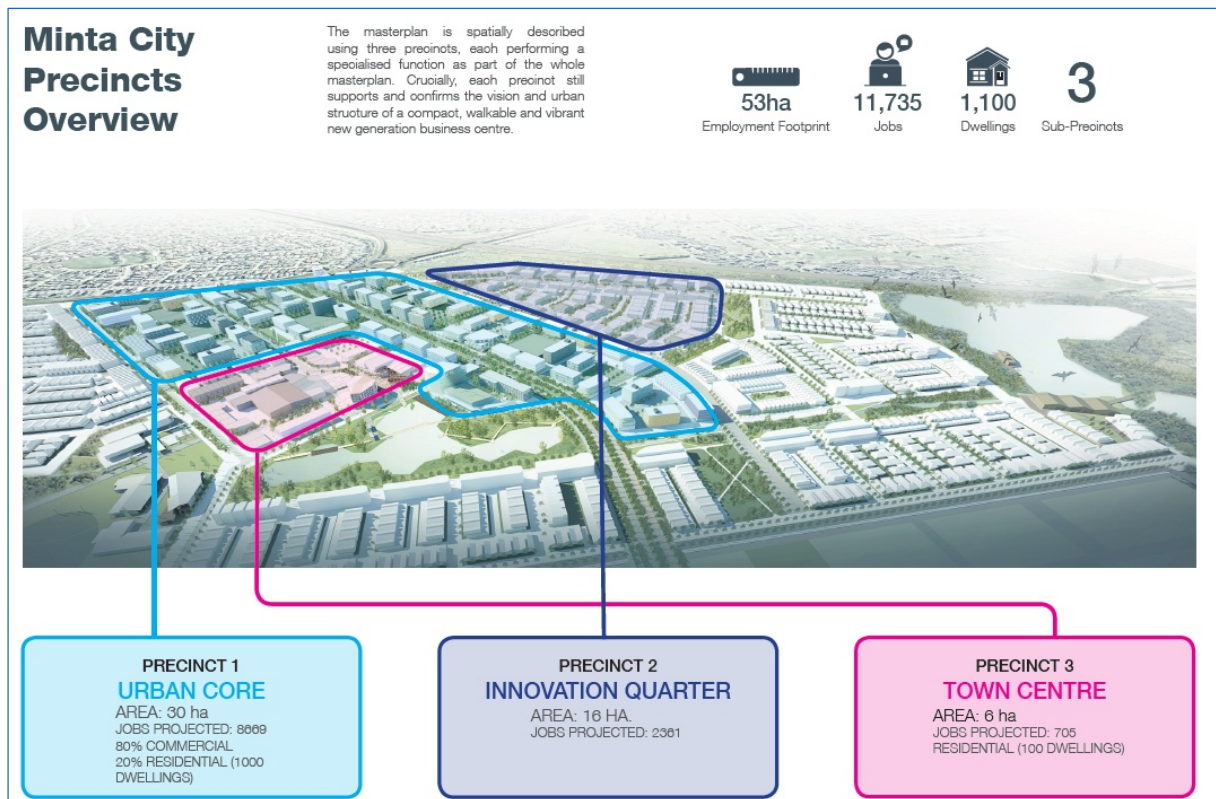 Minta City
Precincts
Overview
The masterplan is spatially desoribed
using three precinots, eaoh performing a
speoialised funotion as part of the whole
masterplan. Cruoially, eaoh preoinot still
supports and confirms the vision and urban
struoture of a compaot, walkable and vibrant
new generation business oentre.
53ha
Employment Footprint
11,735
Jobs
1,100
Dwellings
3
Sub-Preoinots
PRECINCT 1
URBAN CORE
AREA: 30 ha
JOBS PROJECTED: 8669
80% COMMERCIAL
20% RESIDENTIAL (1000
DWELLINGS)
PRECINCT 2
INNOVATION QUARTER
AREA: 16 HA.
JOBS PROJECTED: 2361
PRECINCT 3
TOWN CENTRE
AREA: 6 ha
JOBS PROJECTED: 705
RESIDENTIAL (100 DWELLINGS)